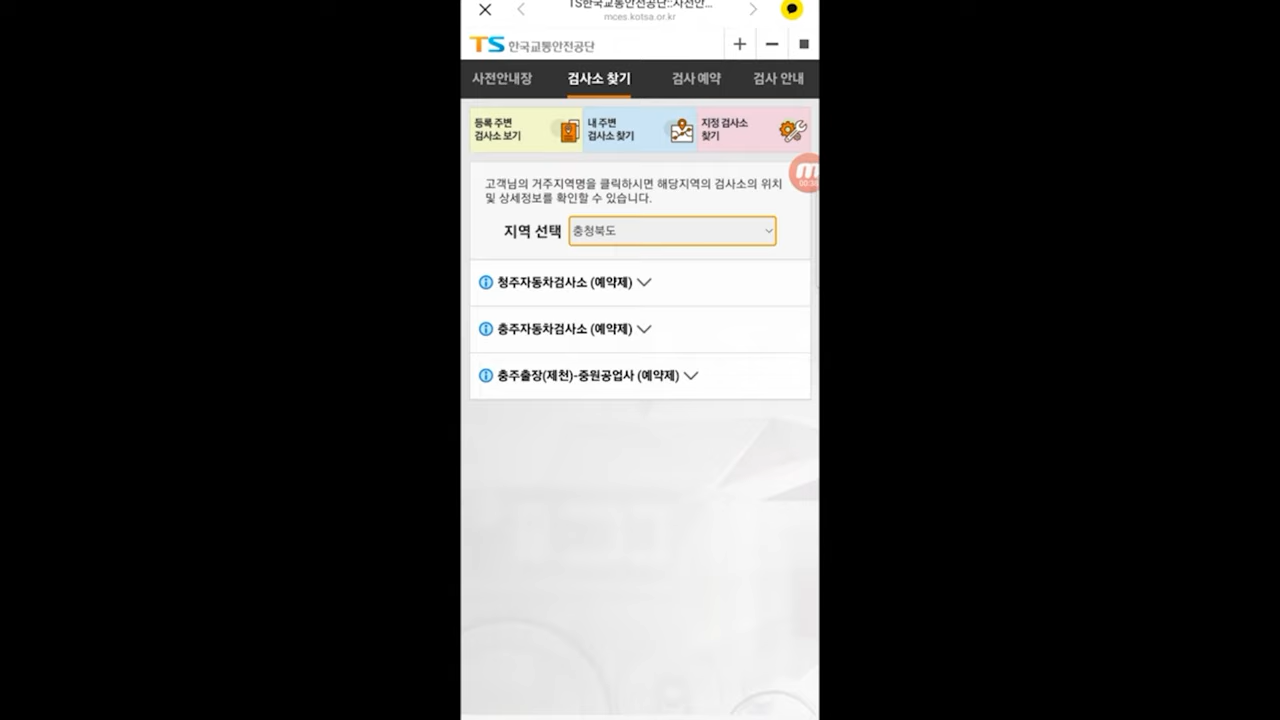 TS한국교통안전공단::사전안...
mces.kotsa.or.kr
TS 한국교통안전공단
사전안내장 검사소 찾기 검사 예약 검사 안내
등록 주변
검사소 보기
내 주변
검사소 찾기
지정 검사소
찾기
고객님의 거주지역명을 클릭하시면 해당지역의 검사소의 위치
및 상세정보를 확인할 수 있습니다.
지역 선택 충청북도
청주자동차검사소 (예약제)
충주자동차검사소 (예약제)
충주출장(제천)-중원공업사 (예약제)